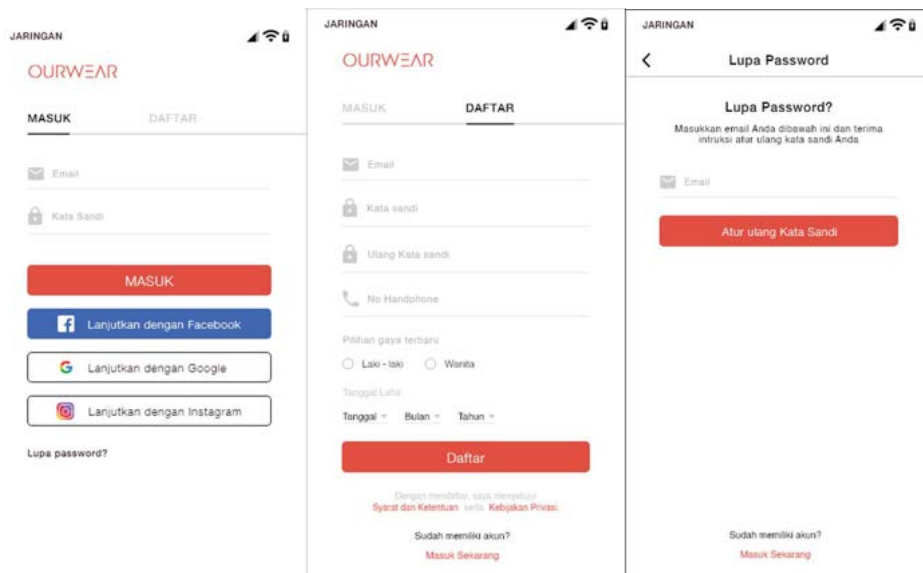 JARINGAN
OURWEAR
MASUK DAFTAR
Email
Kata Sandi
MASUK
Lanjutkan dengan Facebook
Lanjutkan dengan Google
Lanjutkan dengan Instagram
Lupa password?
JARINGAN
OURWEAR
MASUK DAFTAR
Email
Kata sandi
Ulang Kata sandi
No Handphone
Pilihan gaya terbaru
Laki - laki Wanita
Tanggal Lahir
Tanggal Bulan Tahun
Daftar
Dengan mendaftar, saya menyetujui
Syarat dan Ketentuan serta Kebijakan Privasi.
Sudah memiliki akun?
Masuk Sekarang
JARINGAN
Lupa Password
Lupa Password?
Masukkan email Anda dibawah ini dan terima
intruksi atur ulang kata sandi Anda
Email
Atur ulang Kata Sandi
Sudah memiliki akun?
Masuk Sekarang